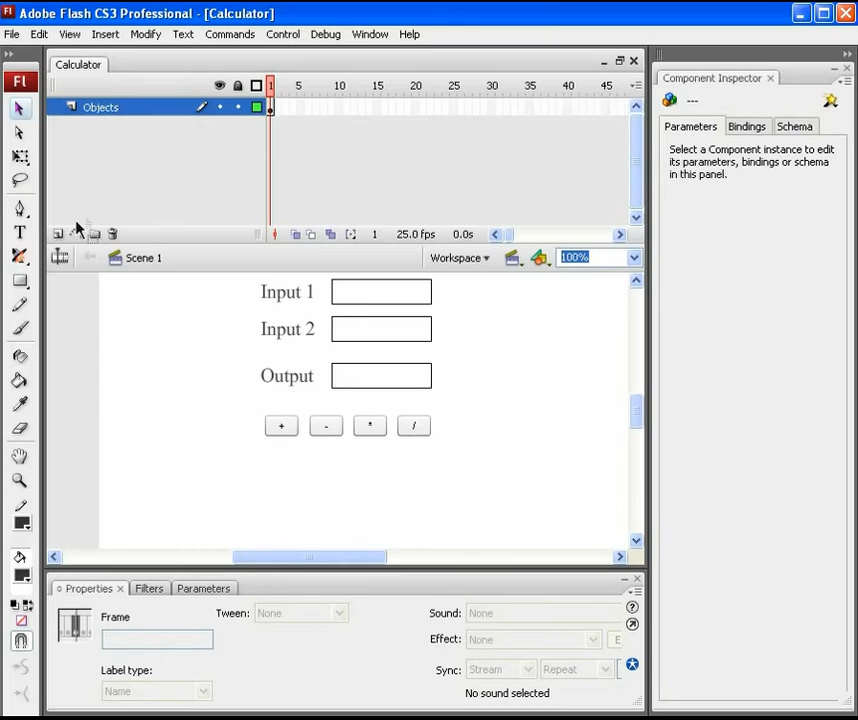 Fl Adobe Flash CS3 Professional - [Calculator]
File Edit View Insert Modify Text Commands Control Debug Window Help
Fl
Calculator
1 5 10 15 20 25 30 35 40 45
Objects
1 25.0 fps 0.0s
Scene 1 Workspace 100%
Input 1
Input 2
Output
+ - * /
Properties Filters Parameters
Frame
Tween: None
Sound: None
Effect: None E
Label type:
Name
Sync: Stream Repeat
No sound selected
Component Inspector
---
Parameters Bindings Schema
Select a Component instance to edit
its parameters, bindings or schema
in this panel.